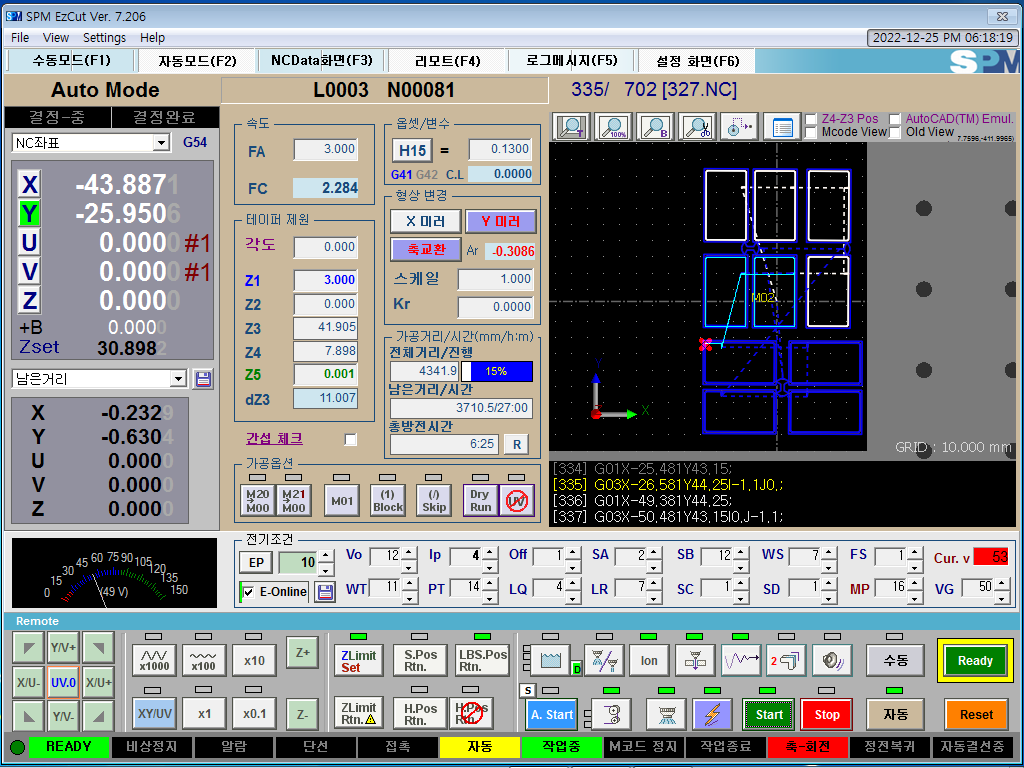 SPM EzCut Ver. 7.206
File View Settings Help
2022-12-25 PM 06:18:19
수동모드(F1) 자동모드(F2) NCData화면(F3) 리모트(F4) 로그메시지(F5) 설정 화면(F6)
SPM
Auto Mode
L0003 N00081
335/ 702 [327.NC]
결정-중 결정완료
NC좌표 G54
X -43.8871
Y -25.9506
U 0.0000 #1
V 0.0000 #1
Z 0.0000
+B 0.0000
Zset 30.8982
남은거리
X -0.2329
Y -0.6304
U 0.0000
V 0.0000
Z 0.0000
속도
FA 3.000
FC 2.284
테이퍼 제원
각도 0.000
Z1 3.000
Z2 0.000
Z3 41.905
Z4 7.898
Z5 0.001
dZ3 11.007
간섭 체크
옵셋/변수
H15 = 0.1300
G41 G42 C.L 0.0000
형상 변경
X 미러 Y 미러
축교환 Ar -0.3086
스케일 1.000
Kr 0.0000
가공거리/시간(mm/h:m)
전체거리/진행
4341.9 15%
남은거리/시간
3710.5/27:00
총방전시간
6:25 R
가공옵션
M20 M00
M21 M00
M01
(1) Block
(/) Skip
Dry Run
UV
T 100% B
Z4-Z3 Pos AutoCAD(TM) Emul.
Mcode View Old View 7.7596,-411.9965)
M02
Y
X
GRID : 10.000 mm
[334] G01X-25,481Y43,15;
[335] G03X-26,581Y44,25I-1,1J0,;
[336] G01X-49,381Y44,25;
[337] G03X-50,481Y43,15I0,J-1,1;
0 15 30 45 60 75 90 105 120 135 150
(49 V)
전기조건
EP 10
E-Online
Vo 12 Ip 4 Off 1 SA 2 SB 12 WS 7 FS 1 Cur. v 53
WT 11 PT 14 LQ 4 LR 7 SC 1 SD 1 MP 16 VG 50
Remote
Y/V+
X/U- UV.0 X/U+
Y/V-
x1000 x100 x10 Z+
XY/UV x1 x0.1 Z-
ZLimit Set
S.Pos Rtn.
LBS.Pos Rtn.
ZLimit Rtn.
H.Pos Rtn.
D
Ion
2
수동
Ready
S
A. Start
Start
Stop
자동
Reset
READY 비상정지 알람 단선 접촉 자동 작업중 M코드 정지 작업종료 축-회전 정전복귀 자동결선중